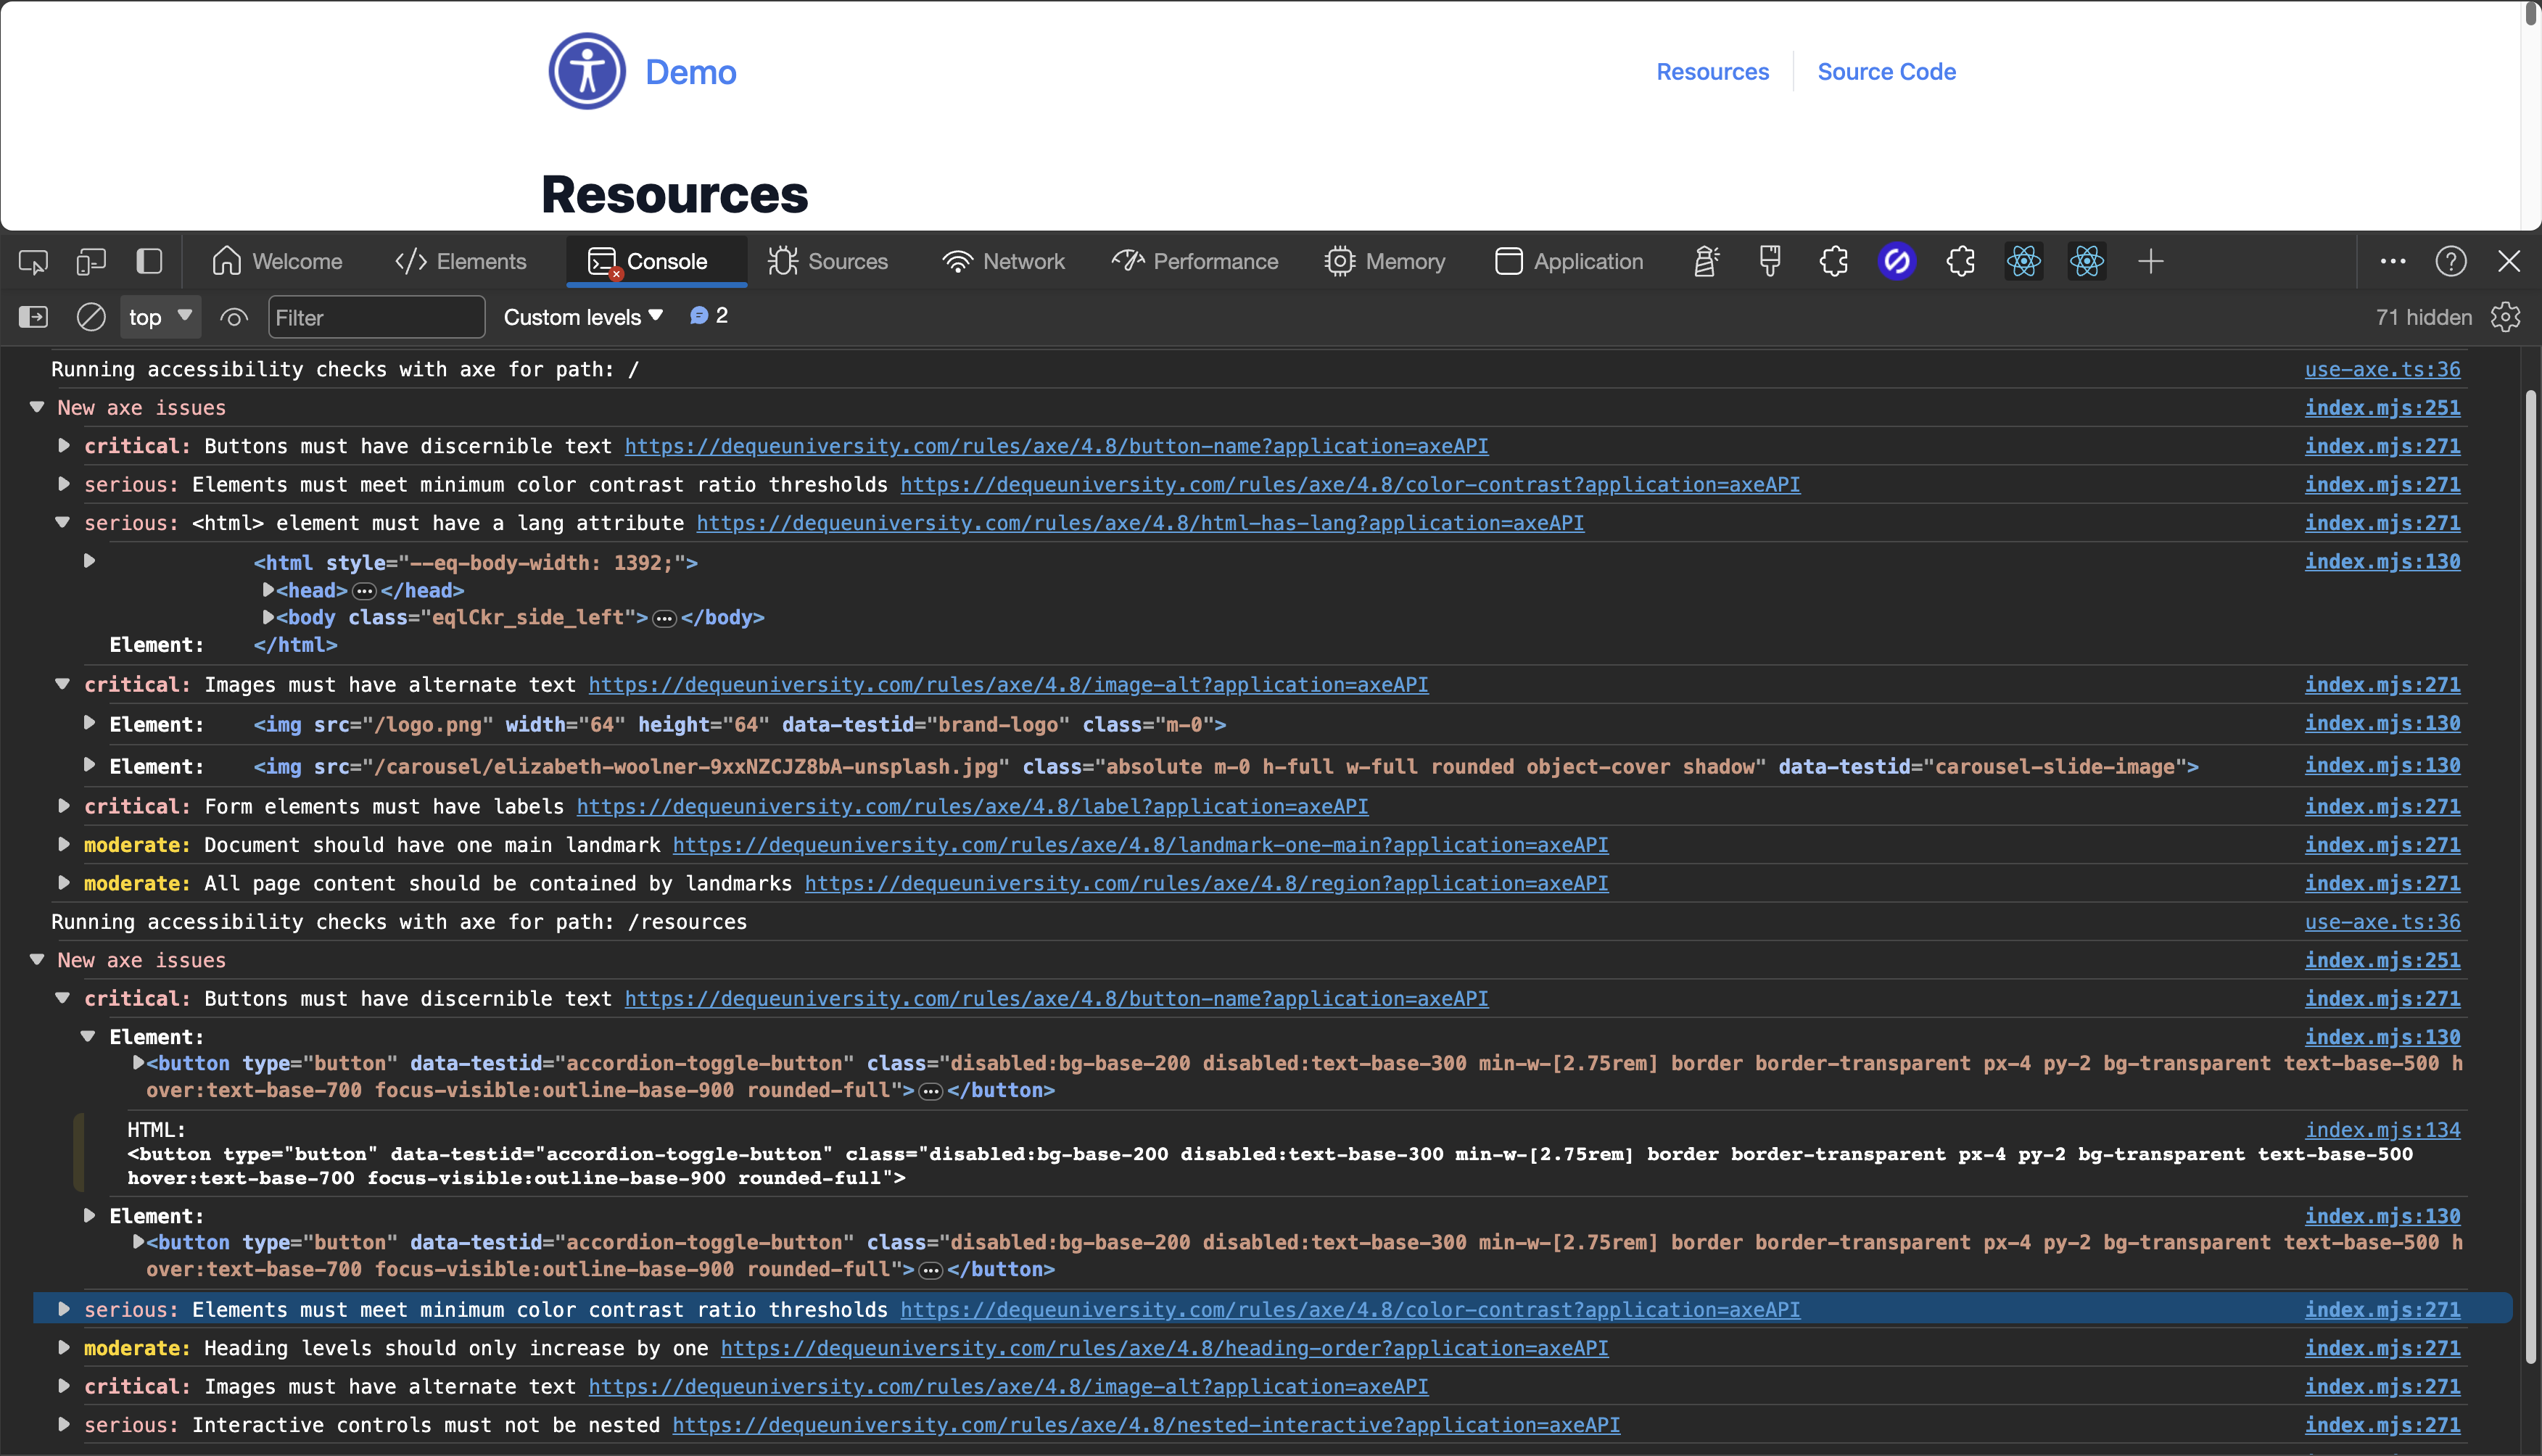 Demo
Resources
Source Code
Resources
Welcome
Elements
Console
Sources
Network
Performance
Memory
Application
top
Filter
Custom levels
2
71 hidden
Running accessibility checks with axe for path: / use-axe.ts:36
New axe issues index.mjs:251
critical: Buttons must have discernible text https://dequeuniversity.com/rules/axe/4.8/button-name?application=axeAPI index.mjs:271
serious: Elements must meet minimum color contrast ratio thresholds https://dequeuniversity.com/rules/axe/4.8/color-contrast?application=axeAPI index.mjs:271
serious: <html> element must have a lang attribute https://dequeuniversity.com/rules/axe/4.8/html-has-lang?application=axeAPI index.mjs:271
<html style="--eq-body-width: 1392;"> index.mjs:130
<head>…</head>
<body class="eqlCkr_side_left">…</body>
Element: </html>
critical: Images must have alternate text https://dequeuniversity.com/rules/axe/4.8/image-alt?application=axeAPI index.mjs:271
Element: <img src="/logo.png" width="64" height="64" data-testid="brand-logo" class="m-0"> index.mjs:130
Element: <img src="/carousel/elizabeth-woolner-9xxNZCJZ8bA-unsplash.jpg" class="absolute m-0 h-full w-full rounded object-cover shadow" data-testid="carousel-slide-image"> index.mjs:130
critical: Form elements must have labels https://dequeuniversity.com/rules/axe/4.8/label?application=axeAPI index.mjs:271
moderate: Document should have one main landmark https://dequeuniversity.com/rules/axe/4.8/landmark-one-main?application=axeAPI index.mjs:271
moderate: All page content should be contained by landmarks https://dequeuniversity.com/rules/axe/4.8/region?application=axeAPI index.mjs:271
Running accessibility checks with axe for path: /resources use-axe.ts:36
New axe issues index.mjs:251
critical: Buttons must have discernible text https://dequeuniversity.com/rules/axe/4.8/button-name?application=axeAPI index.mjs:271
Element: index.mjs:130
<button type="button" data-testid="accordion-toggle-button" class="disabled:bg-base-200 disabled:text-base-300 min-w-[2.75rem] border border-transparent px-4 py-2 bg-transparent text-base-500 h
over:text-base-700 focus-visible:outline-base-900 rounded-full">…</button>
HTML: index.mjs:134
<button type="button" data-testid="accordion-toggle-button" class="disabled:bg-base-200 disabled:text-base-300 min-w-[2.75rem] border border-transparent px-4 py-2 bg-transparent text-base-500
hover:text-base-700 focus-visible:outline-base-900 rounded-full">
Element: index.mjs:130
<button type="button" data-testid="accordion-toggle-button" class="disabled:bg-base-200 disabled:text-base-300 min-w-[2.75rem] border border-transparent px-4 py-2 bg-transparent text-base-500 h
over:text-base-700 focus-visible:outline-base-900 rounded-full">…</button>
serious: Elements must meet minimum color contrast ratio thresholds https://dequeuniversity.com/rules/axe/4.8/color-contrast?application=axeAPI index.mjs:271
moderate: Heading levels should only increase by one https://dequeuniversity.com/rules/axe/4.8/heading-order?application=axeAPI index.mjs:271
critical: Images must have alternate text https://dequeuniversity.com/rules/axe/4.8/image-alt?application=axeAPI index.mjs:271
serious: Interactive controls must not be nested https://dequeuniversity.com/rules/axe/4.8/nested-interactive?application=axeAPI index.mjs:271